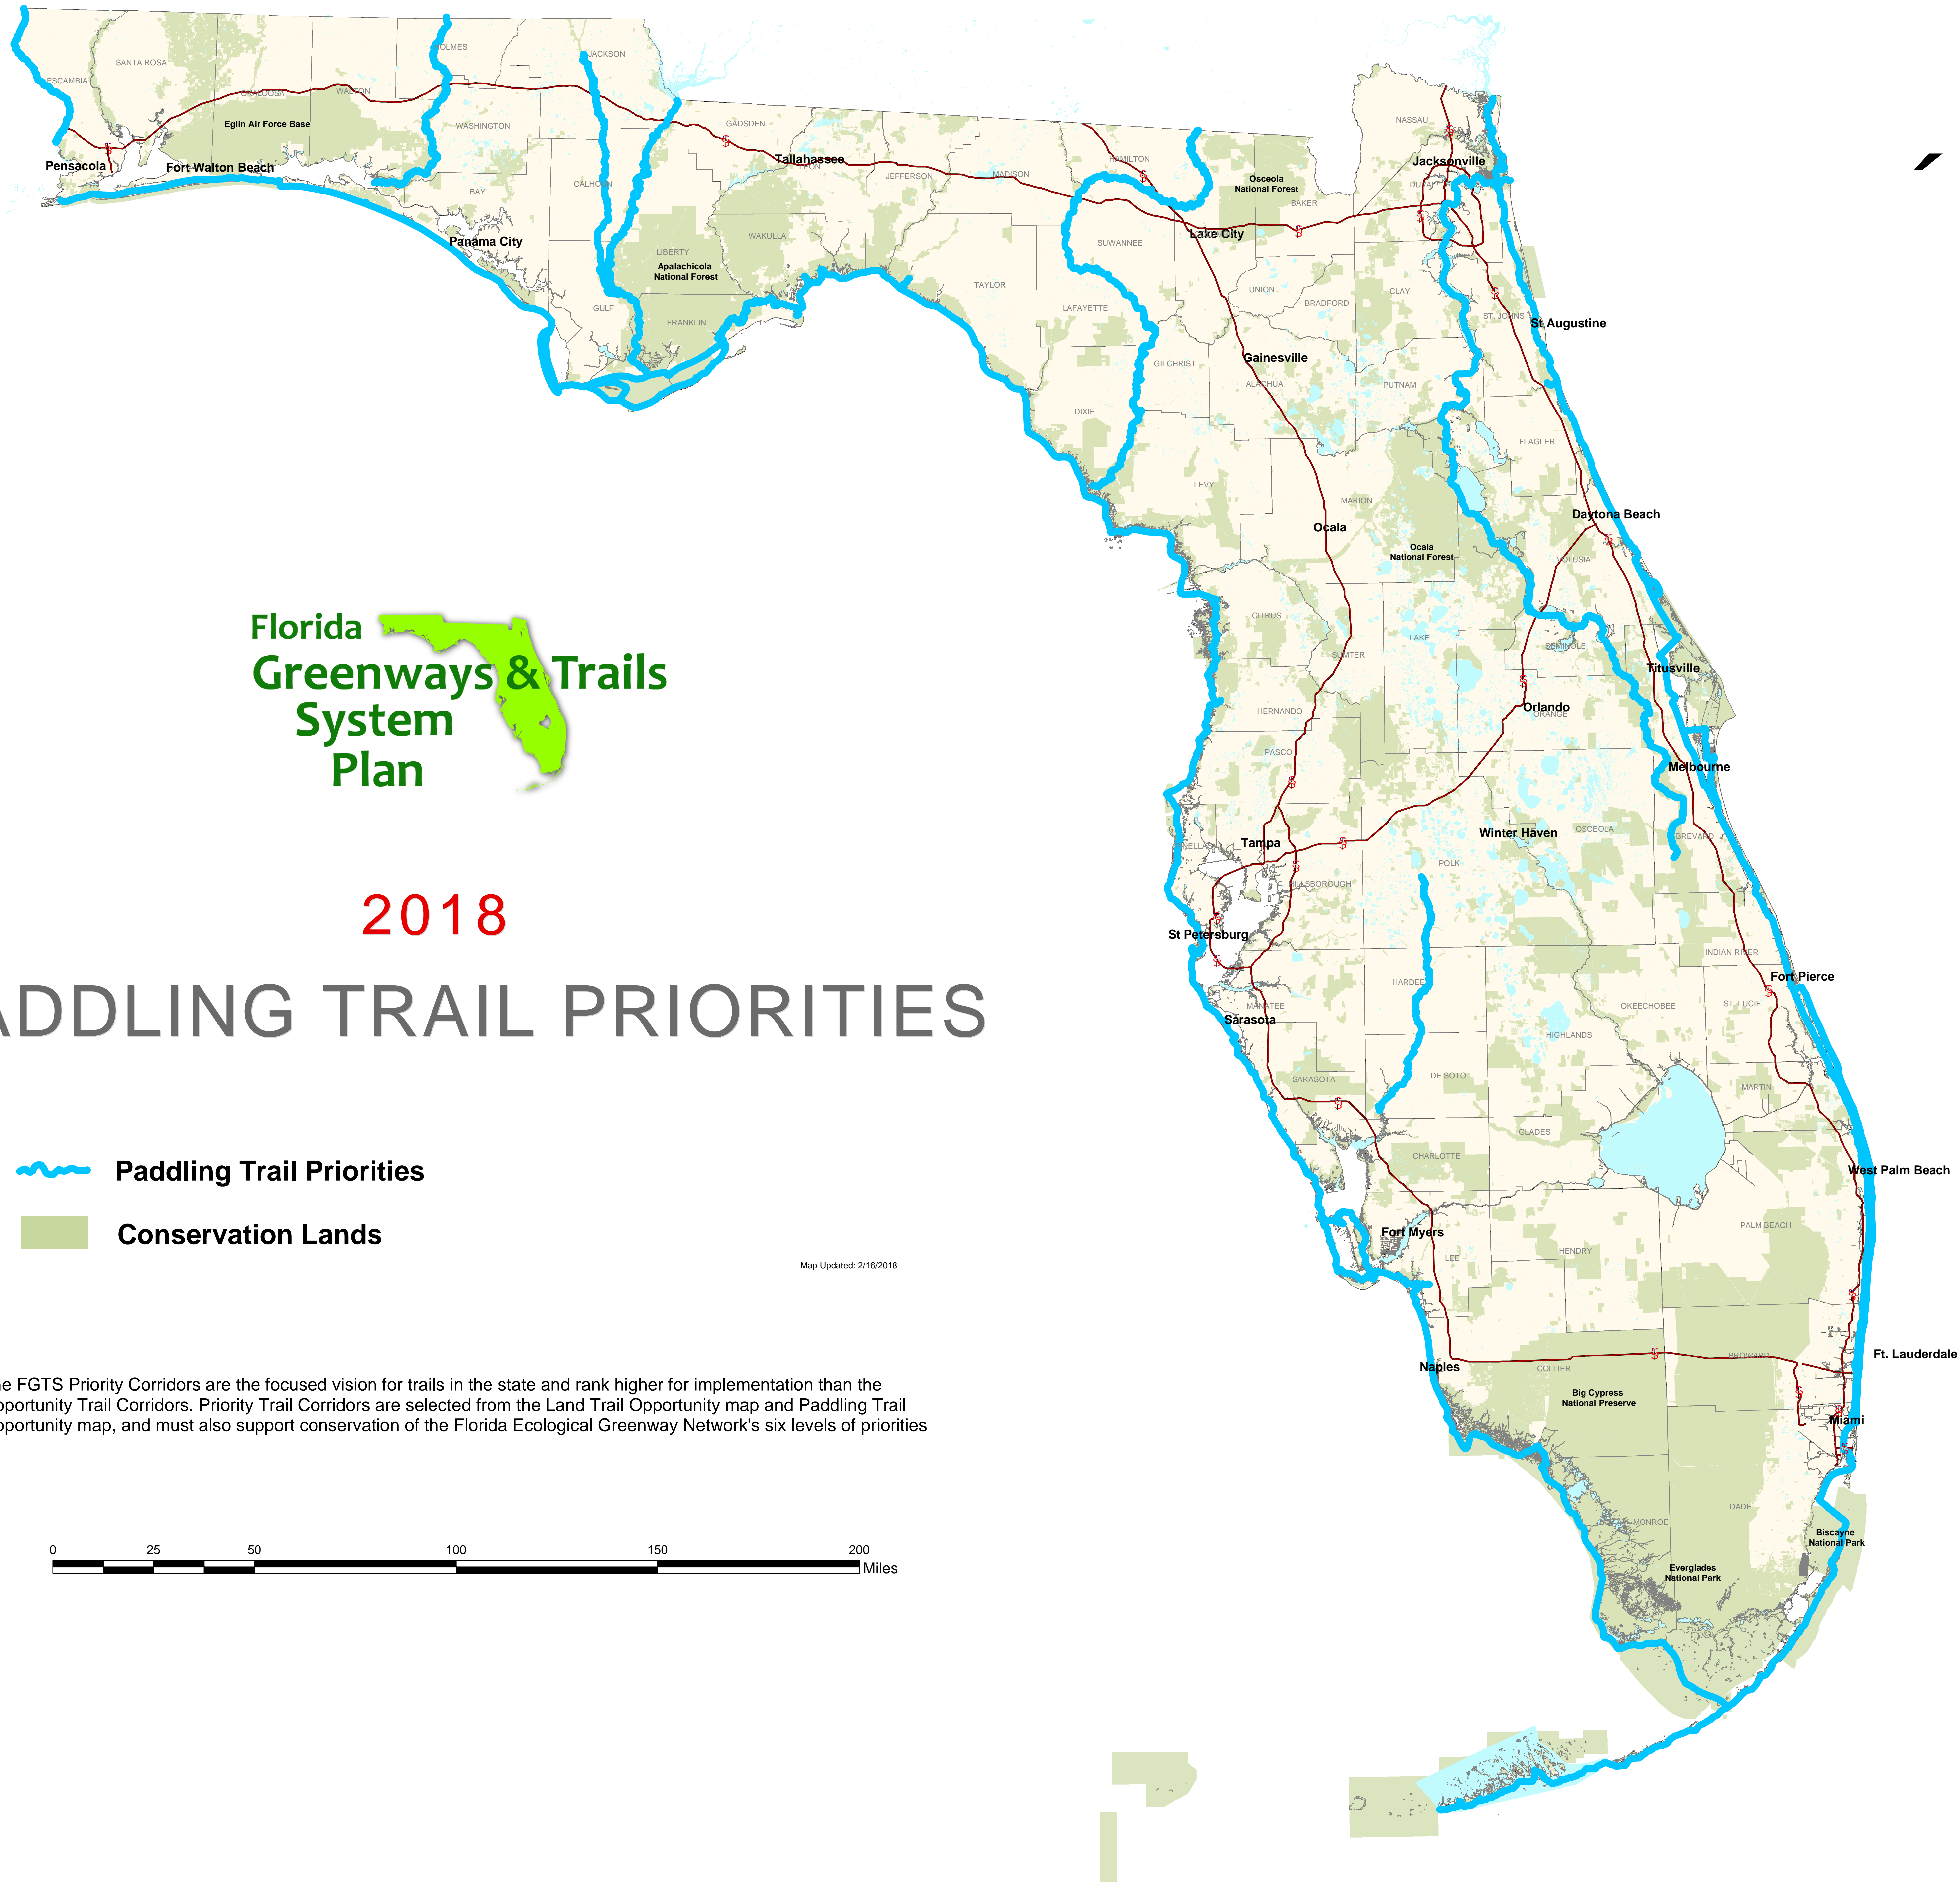 HOLMES
JACKSON
SANTA ROSA
ESCAMBIA
OKALOOSA
WALTON
Eglin Air Force Base
WASHINGTON
GADSDEN
NASSAU
Pensacola
Fort Walton Beach
Tallahassee
LEON
HAMILTON
Jacksonville
BAY
CALHOUN
JEFFERSON
MADISON
Osceola
National Forest
DUVAL
BAKER
Panama City
LIBERTY
WAKULLA
Apalachicola
National Forest
SUWANNEE
Lake City
TAYLOR
UNION
CLAY
GULF
FRANKLIN
LAFAYETTE
BRADFORD
ST. JOHNS
St Augustine
GILCHRIST
Gainesville
ALACHUA
PUTNAM
DIXIE
FLAGLER
LEVY
MARION
Ocala
Daytona Beach
Ocala
National Forest
VOLUSIA
CITRUS
LAKE
SEMINOLE
SUMTER
Titusville
Florida
Greenways & Trails
System
Plan
HERNANDO
Orlando
ORANGE
PASCO
Melbourne
Winter Haven
OSCEOLA
BREVARD
PINELLAS
Tampa
POLK
HILLSBOROUGH
2018
St Petersburg
INDIAN RIVER
Fort Pierce
HARDEE
ADDLING TRAIL PRIORITIES
MANATEE
Sarasota
OKEECHOBEE
ST. LUCIE
HIGHLANDS
SARASOTA
DE SOTO
MARTIN
GLADES
CHARLOTTE
Paddling Trail Priorities
West Palm Beach
Conservation Lands
Map Updated: 2/16/2018
Fort Myers
LEE
HENDRY
PALM BEACH
Naples
COLLIER
BROWARD
Ft. Lauderdale
Big Cypress
National Preserve
Miami
e FGTS Priority Corridors are the focused vision for trails in the state and rank higher for implementation than the
portunity Trail Corridors. Priority Trail Corridors are selected from the Land Trail Opportunity map and Paddling Trail
portunity map, and must also support conservation of the Florida Ecological Greenway Network's six levels of priorities
DADE
MONROE
Biscayne
National Park
Everglades
National Park
0 25 50 100 150 200
Miles